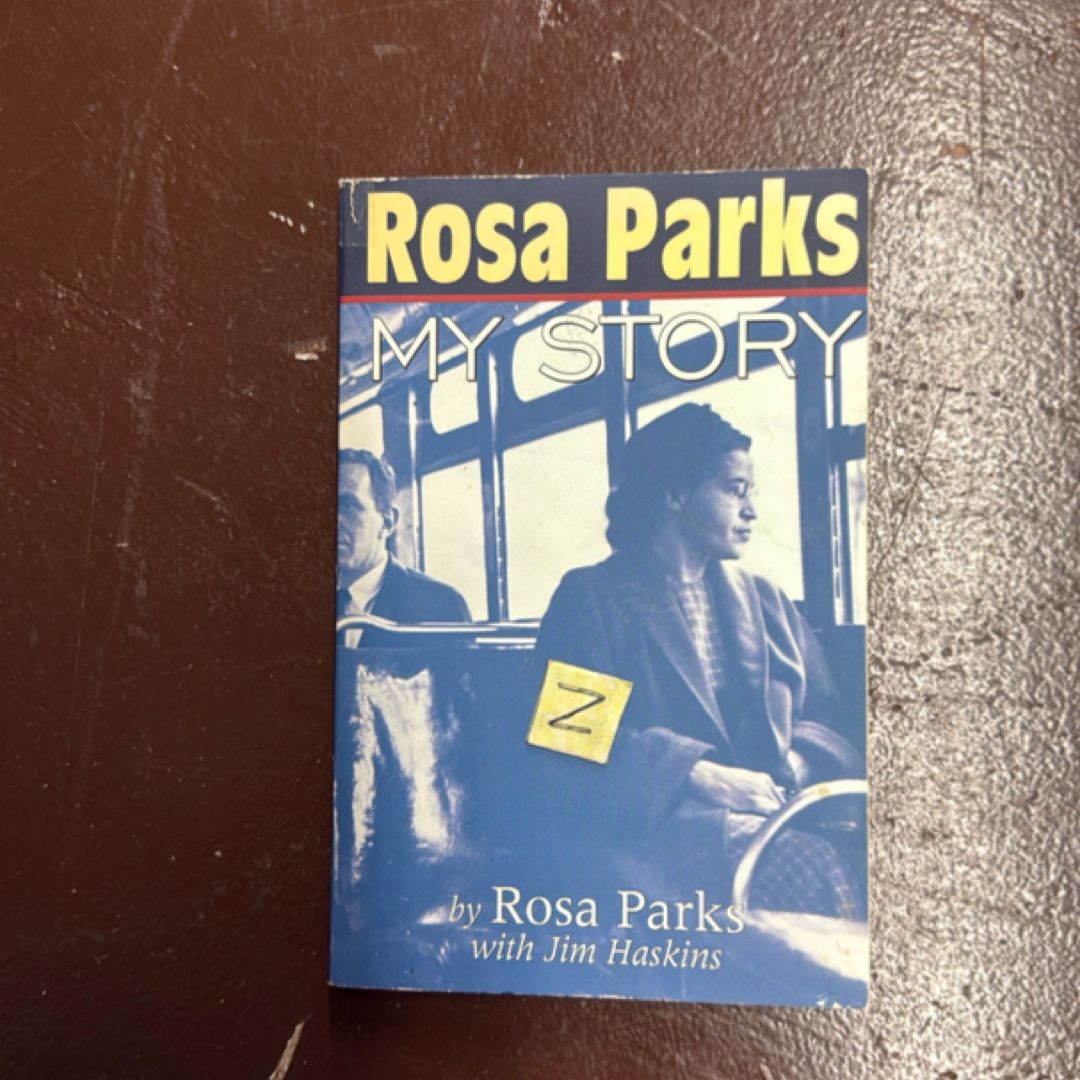 Rosa Parks
MY STORY
Z
by Rosa Parks
with Jim Haskins